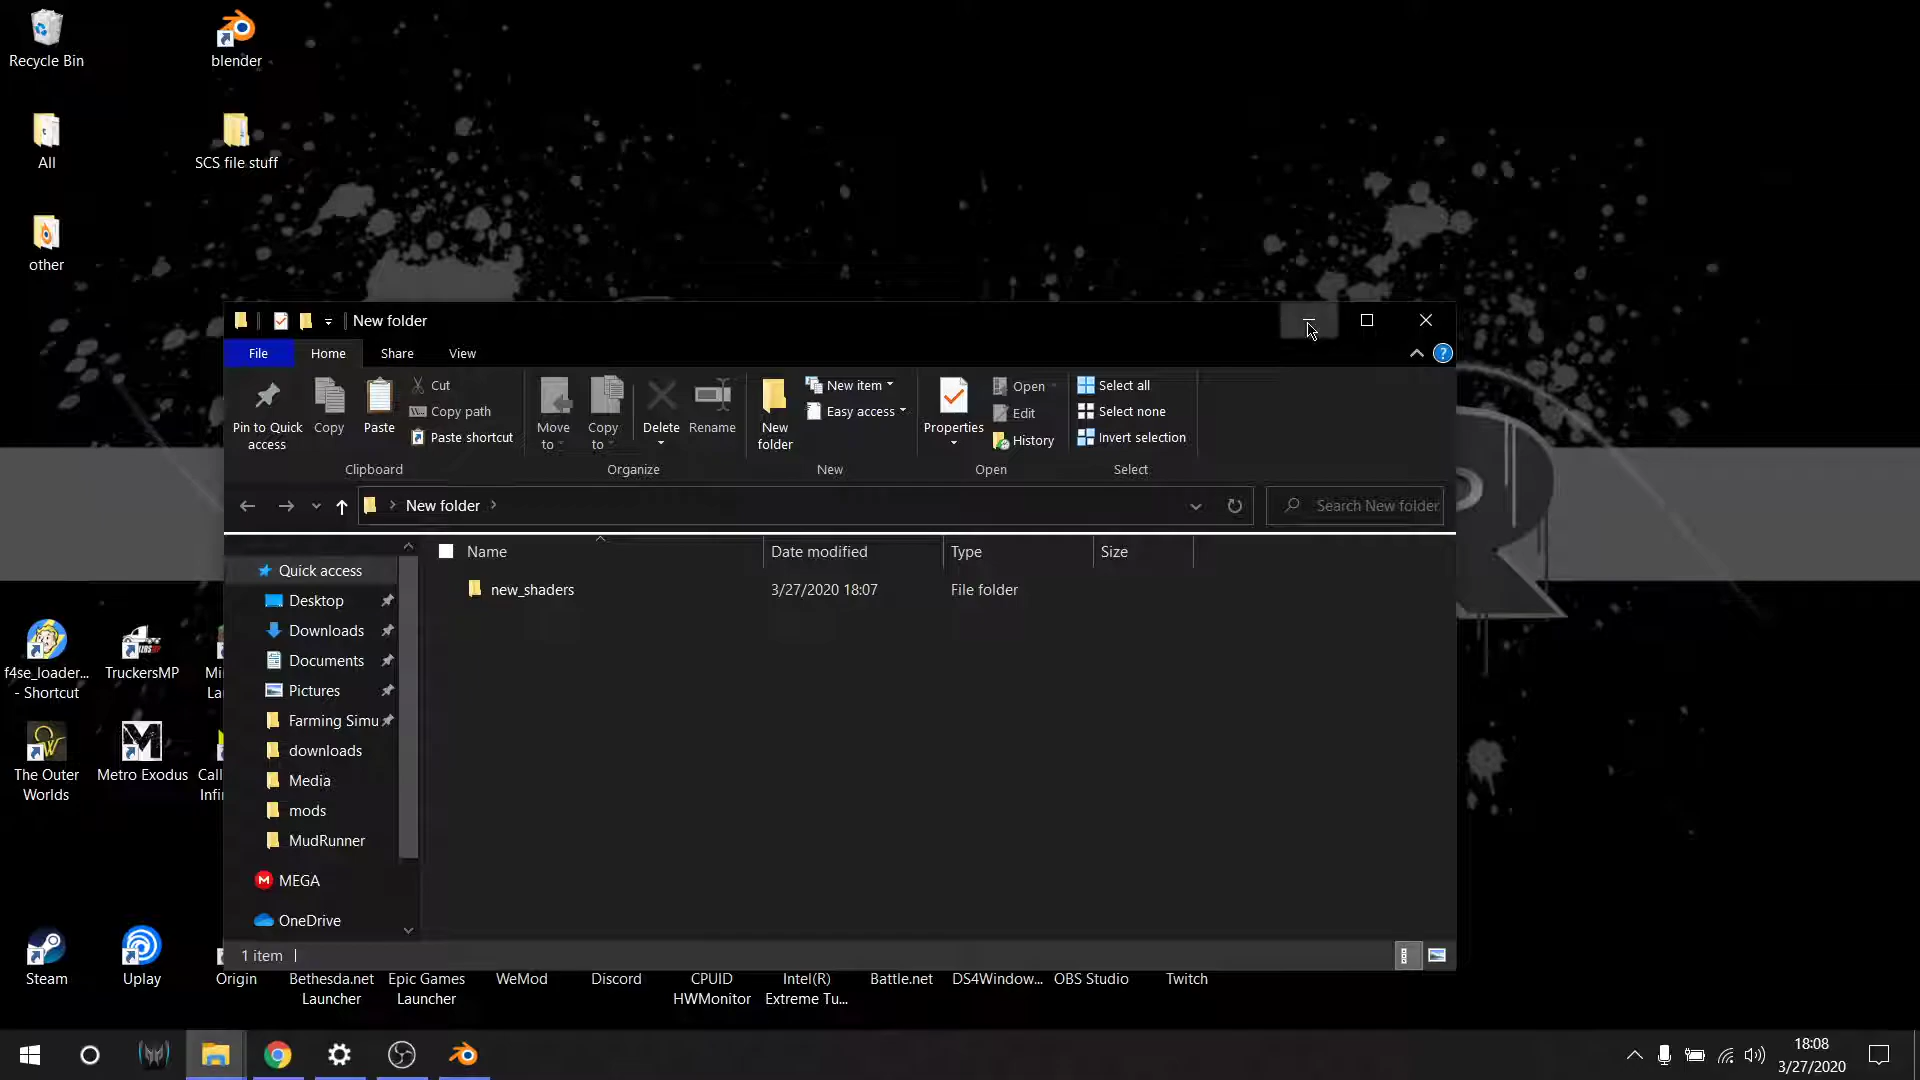 Recycle Bin
blender
All
SCS file stuff
other
New folder
File
Home
Share
View
Pin to Quick access
Copy
Paste
Cut
Copy path
Paste shortcut
Clipboard
Move to
Copy to
Delete
Rename
Organize
New folder
New item
Easy access
New
Properties
Open
Edit
History
Open
Select all
Select none
Invert selection
Select
New folder
Search New folder
Name
Date modified
Type
Size
new_shaders
3/27/2020 18:07
File folder
Quick access
Desktop
Downloads
Documents
Pictures
Farming Simu
downloads
Media
mods
MudRunner
MEGA
OneDrive
1 item
f4se_loader...
- Shortcut
TruckersMP
Mi
La
The Outer
Worlds
Metro Exodus
Call
Infi
Steam
Uplay
Origin
Bethesda.net
Launcher
Epic Games
Launcher
WeMod
Discord
CPUID
HWMonitor
Intel(R)
Extreme Tu...
Battle.net
DS4Window...
OBS Studio
Twitch
18:08
3/27/2020